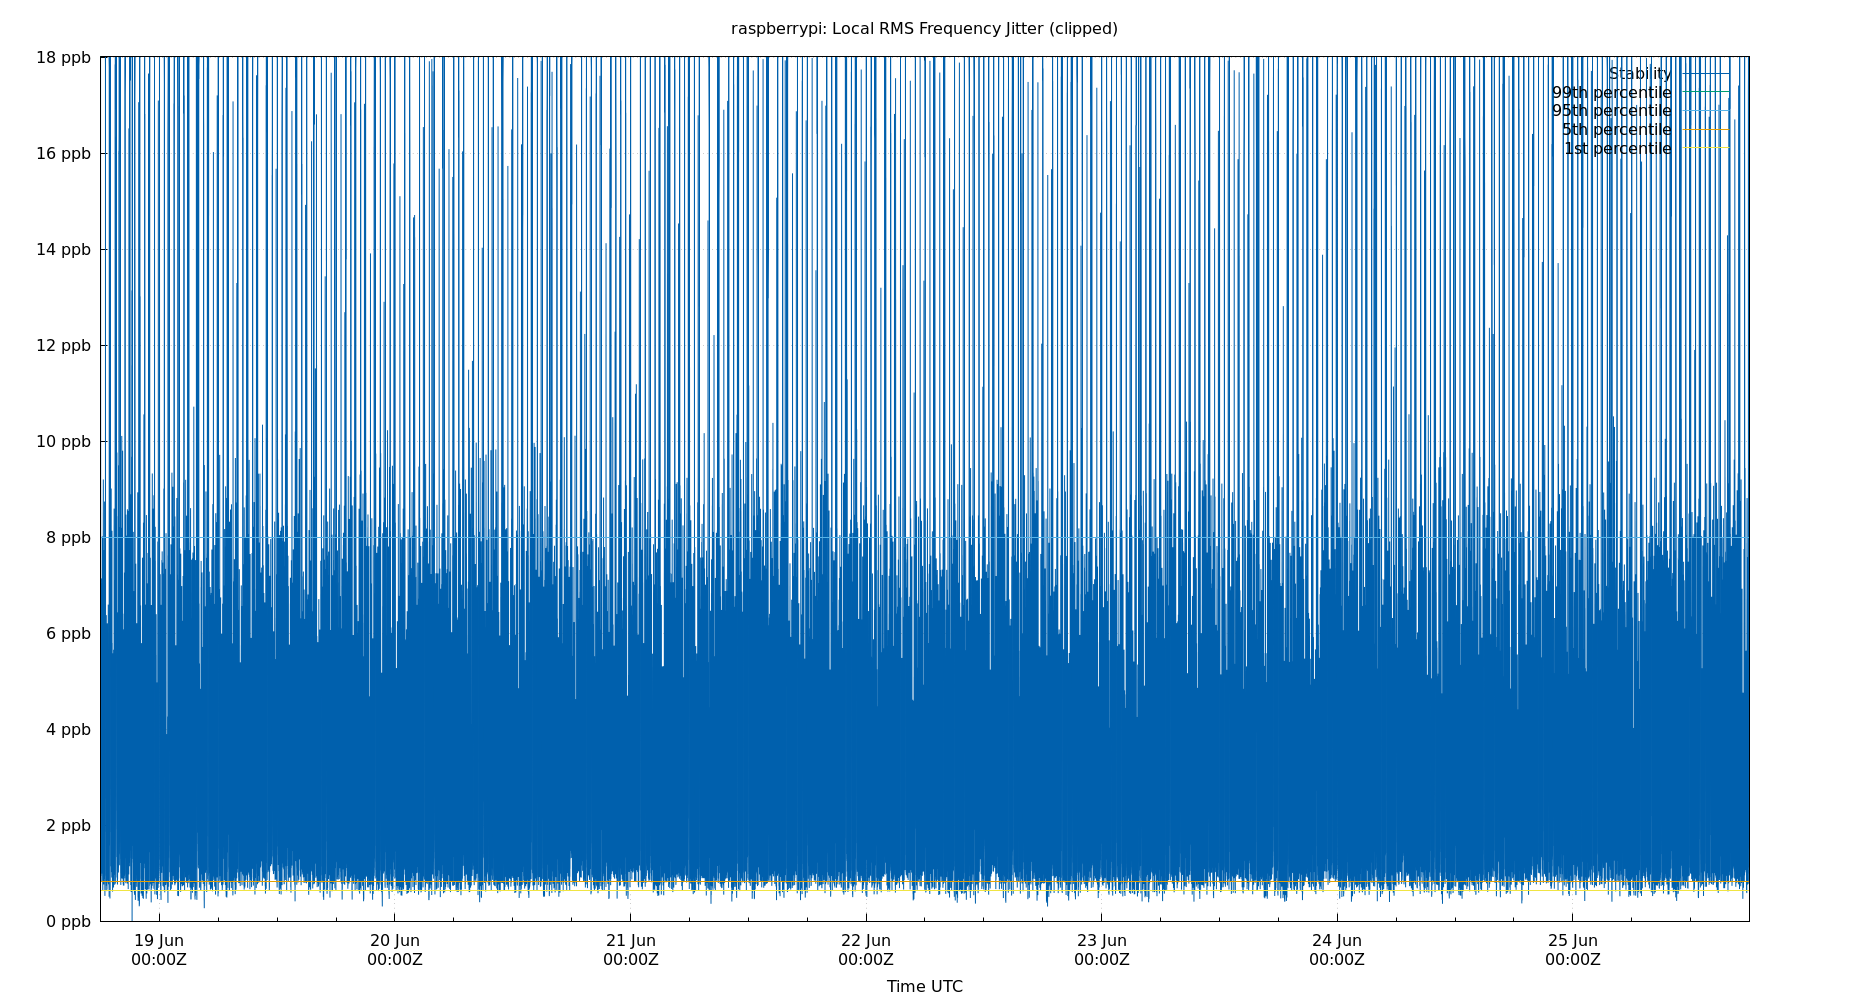 raspberrypi: Local RMS Frequency Jitter (clipped)
18 ppb
16 ppb
14 ppb
12 ppb
10 ppb
8 ppb
6 ppb
4 ppb
2 ppb
0 ppb
Stability
99th percentile
95th percentile
5th percentile
1st percentile
19 Jun 20 Jun 21 Jun 22 Jun 23 Jun 24 Jun 25 Jun
00:00Z 00:00Z 00:00Z 00:00Z 00:00Z 00:00Z 00:00Z
Time UTC